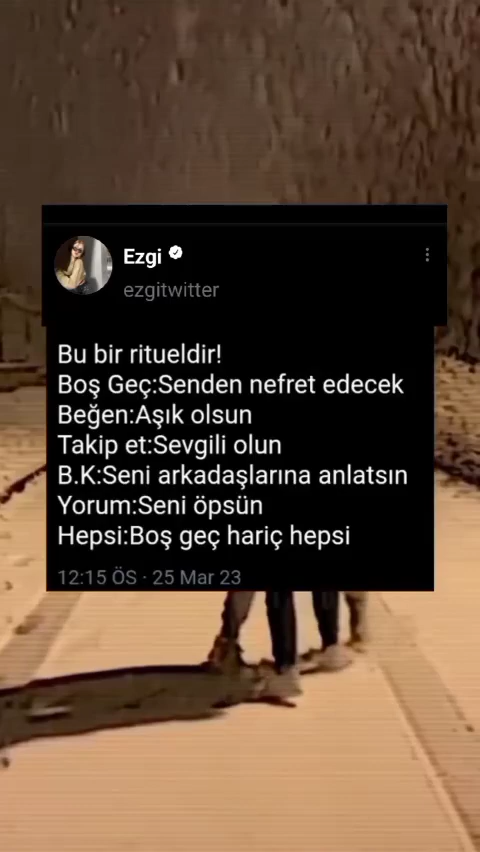 Ezgi
ezgitwitter
Bu bir ritueldir!
Boş Geç:Senden nefret edecek
Beğen:Aşık olsun
Takip et:Sevgili olun
B.K:Seni arkadaşlarına anlatsın
Yorum:Seni öpsün
Hepsi:Boş geç hariç hepsi
12:15 ÖS · 25 Mar 23